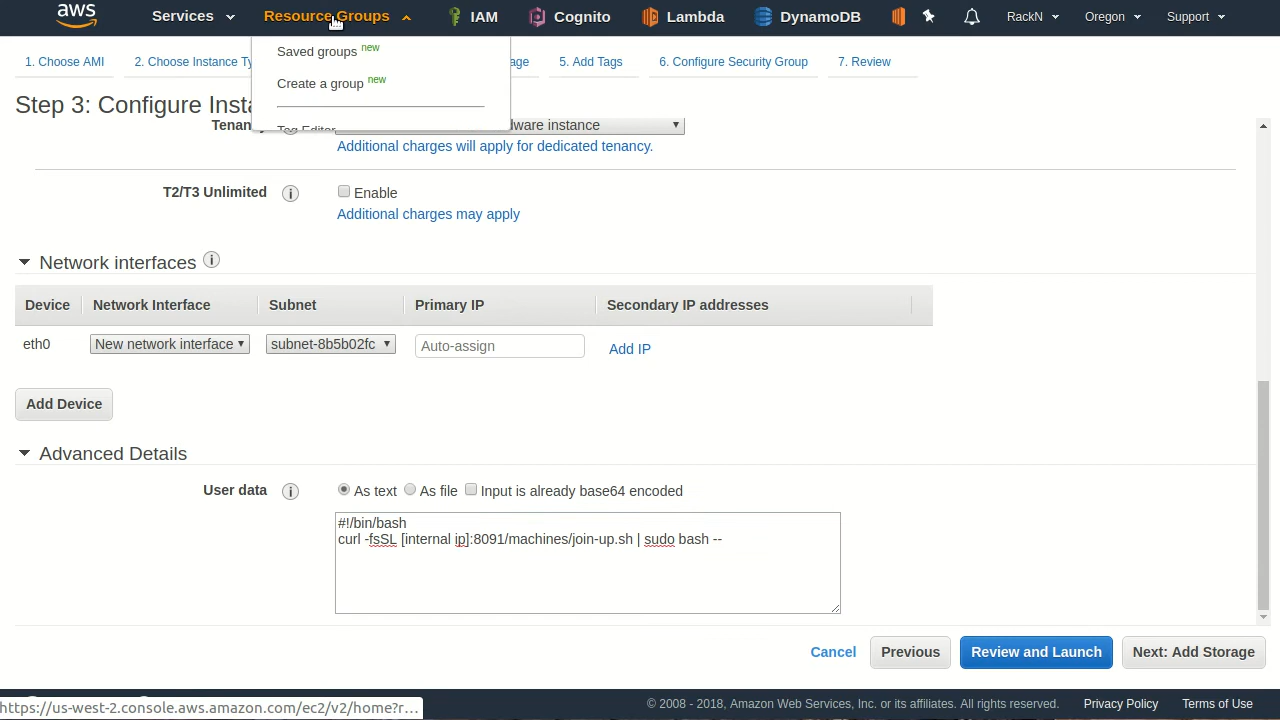 aws Services Resource Groups IAM Cognito Lambda DynamoDB RackN Oregon Support
Saved groups new
Create a group new
1. Choose AMI 2. Choose Instance Ty age 5. Add Tags 6. Configure Security Group 7. Review
Step 3: Configure Insta
Tag Editor
Tenancy dware instance
Additional charges will apply for dedicated tenancy.
T2/T3 Unlimited i Enable
Additional charges may apply
Network interfaces i
Device Network Interface Subnet Primary IP Secondary IP addresses
eth0 New network interface subnet-8b5b02fc Auto-assign Add IP
Add Device
Advanced Details
User data i As text As file Input is already base64 encoded
#!/bin/bash
curl -fsSL [internal ip]:8091/machines/join-up.sh | sudo bash --
Cancel Previous Review and Launch Next: Add Storage
https://us-west-2.console.aws.amazon.com/ec2/v2/home?r... © 2008 - 2018, Amazon Web Services, Inc. or its affiliates. All rights reserved. Privacy Policy Terms of Use